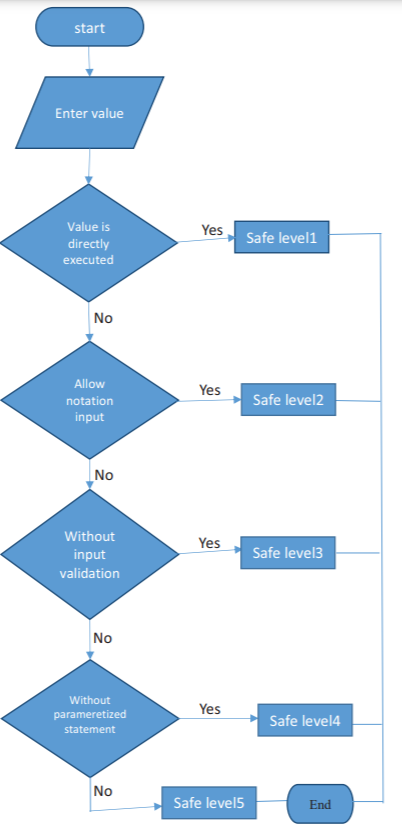 start
Enter value
Value is
directly
executed
Yes
Safe level1
No
Allow
notation
input
Yes
Safe level2
No
Without
input
validation
Yes
Safe level3
No
Without
parameretized
statement
Yes
Safe level4
No
Safe level5
End